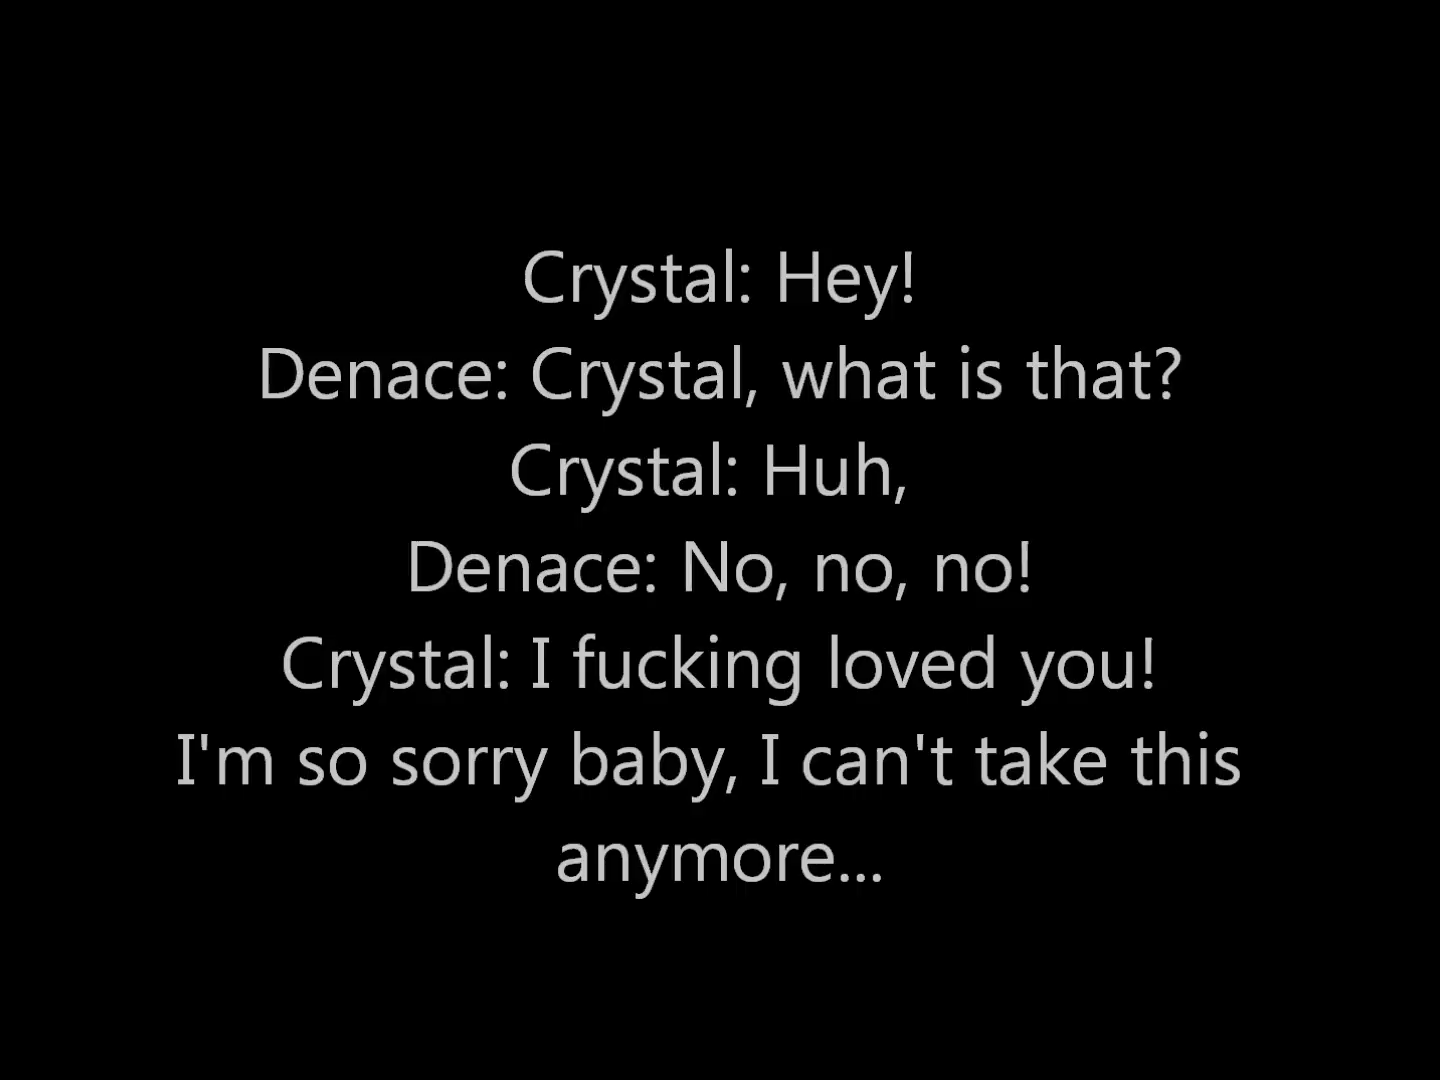 Crystal: Hey!
Denace: Crystal, what is that?
Crystal: Huh,
Denace: No, no, no!
Crystal: I fucking loved you!
I'm so sorry baby, I can't take this
anymore...